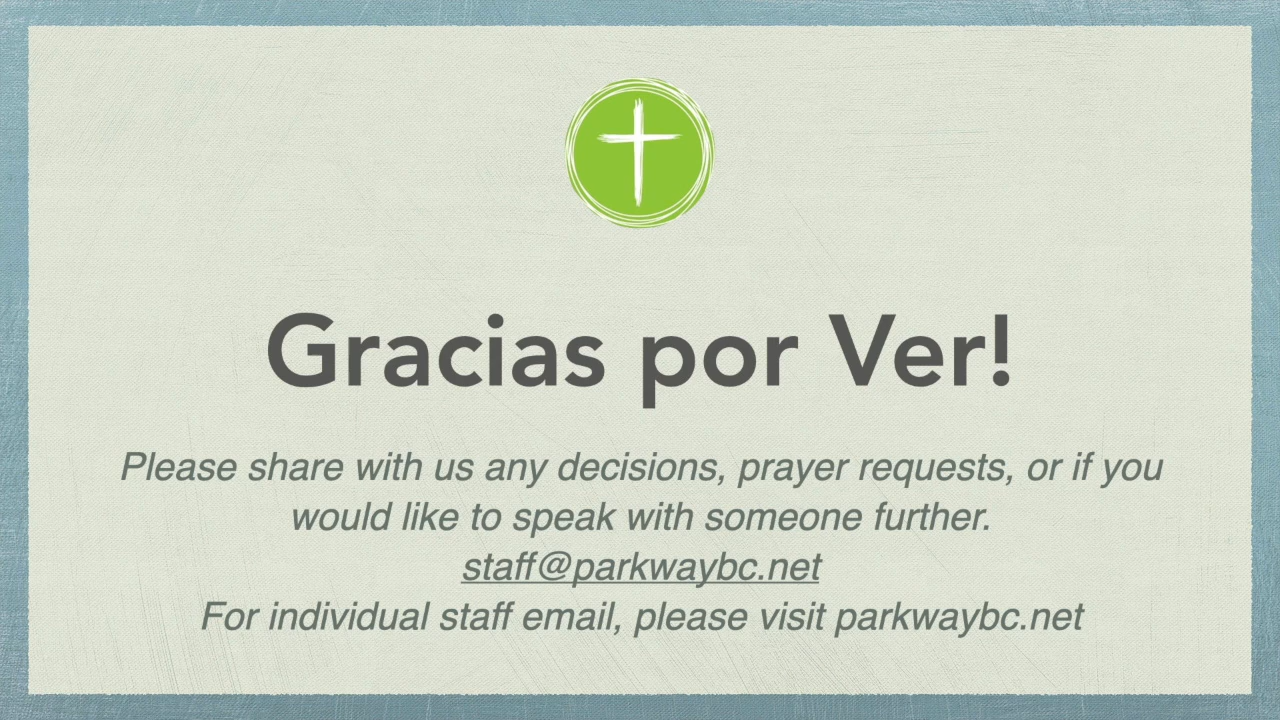 Gracias por Ver!
Please share with us any decisions, prayer requests, or if you
would like to speak with someone further.
staff@parkwaybc.net
For individual staff email, please visit parkwaybc.net